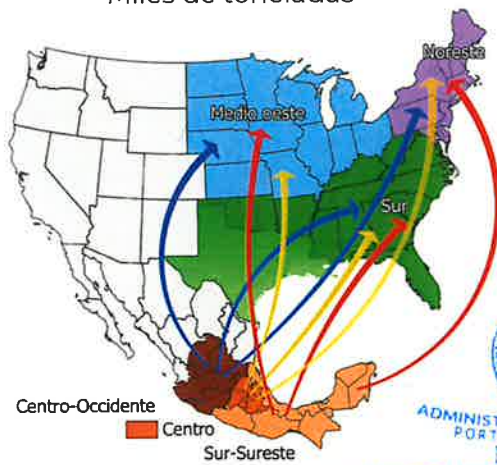 Miles de toneladas
Noreste
Medio oeste
Sur
Centro-Occidente
Centro
Sur-Sureste
ADMINIST
PORT